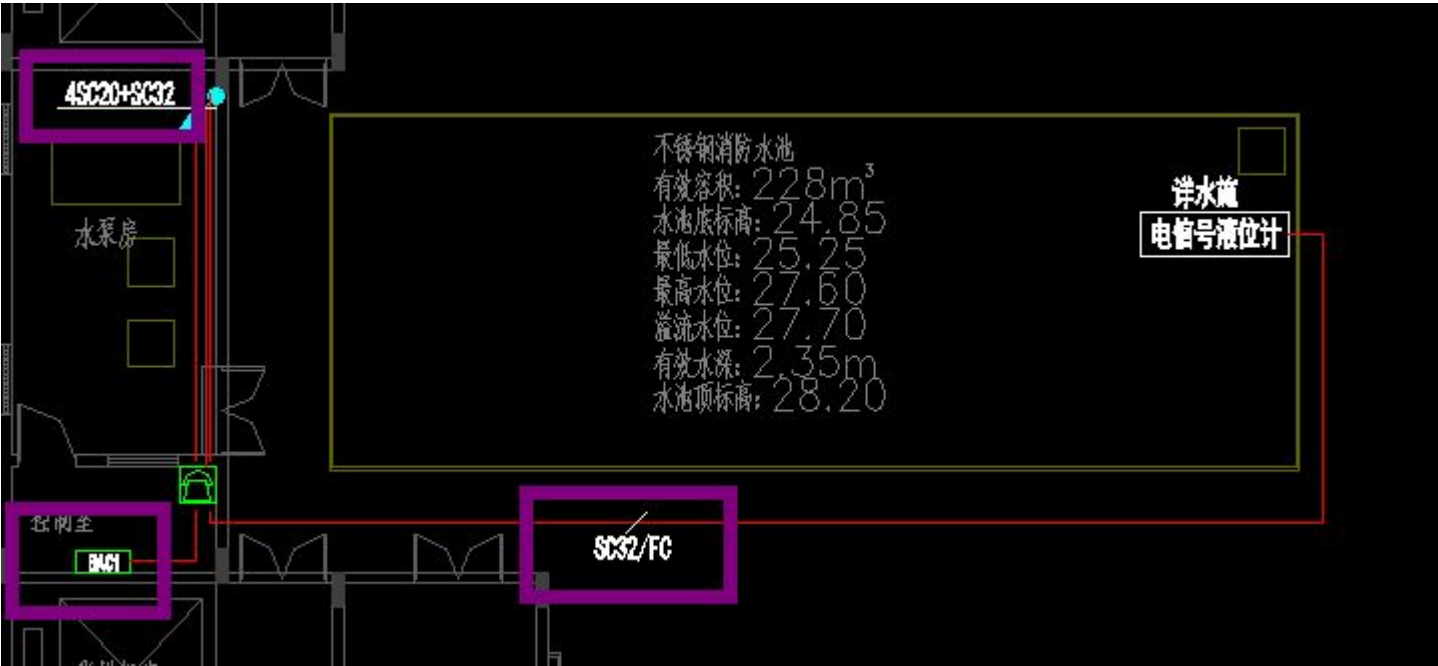 4SC20+SC32
不锈钢消防水池
有效容积：228m³
水池底标高：24.85
最低水位：25.25
最高水位：27.60
溢流水位：27.70
有效水深：2.35m
水池顶标高：28.20
详水施
电信号液位计
水泵房
控制室
BAC1
SC32/FC